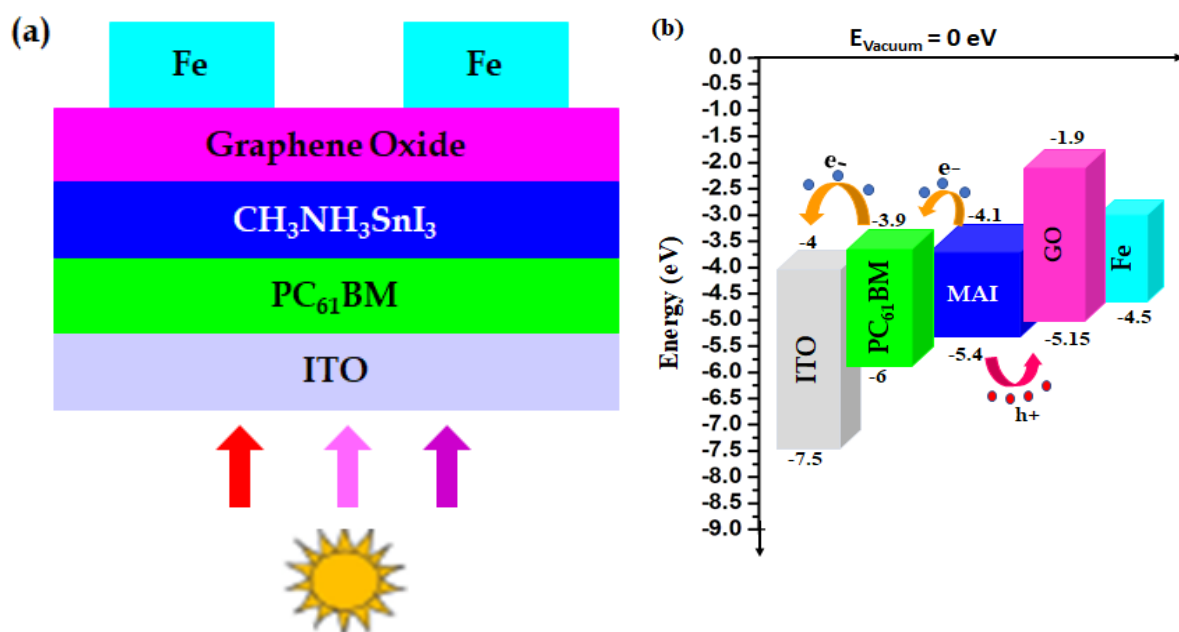 (a)
Fe Fe
Graphene Oxide
CH₃NH₃SnI₃
PC₆₁BM
ITO
(b)
E_Vacuum = 0 eV
Energy (eV)
0.0
-0.5
-1.0
-1.5
-2.0
-2.5
-3.0
-3.5
-4.0
-4.5
-5.0
-5.5
-6.0
-6.5
-7.0
-7.5
-8.0
-8.5
-9.0
e-
e-
-4
ITO
-7.5
-3.9
PC₆₁BM
-6
-4.1
MAI
-5.4
-1.9
GO
-5.15
Fe
-4.5
h+